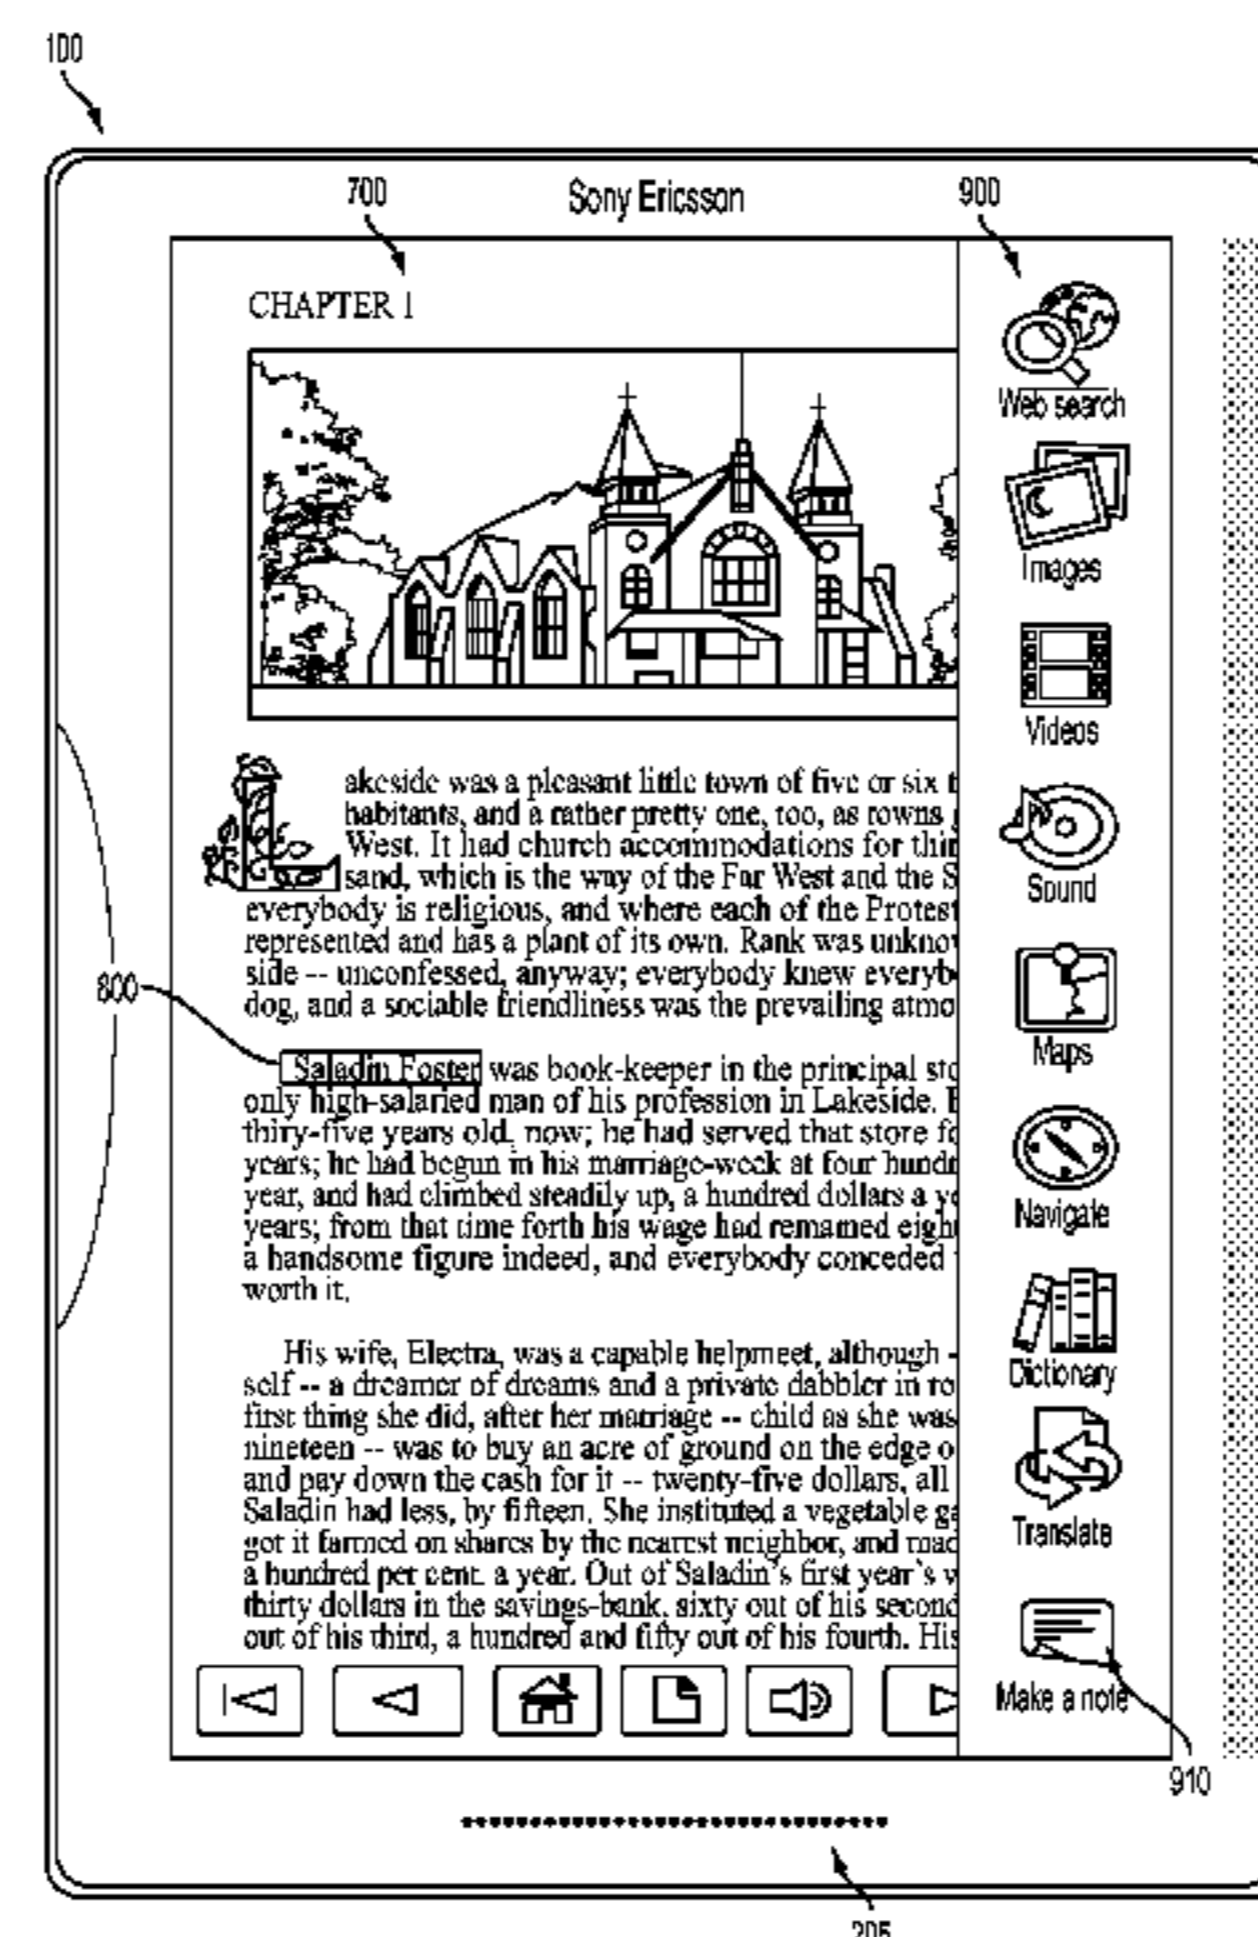 100
700
Sony Ericsson
900
CHAPTER 1
Web search
Images
Videos
Sound
Maps
Navigate
Dictionary
Translate
Make a note
Lakeside was a pleasant little town of five or six
habitants, and a rather pretty one, too, as towns
West. It had church accommodations for
sand, which is the way of the Far West and the
everybody is religious, and where each of the
represented and has a plant of its own. Rank was
side -- unconfessed, anyway; everybody knew
dog, and a sociable friendliness was the prevailing
800
Saladin Foster was book-keeper in the principal
only high-salaried man of his profession in Lakeside.
thiry-five years old, now; he had served that store
years; he had begun in his marriage-week at four
year, and had climbed steadily up, a hundred dollars a
years; from that time forth his wage had remained
a handsome figure indeed, and everybody conceded
worth it.
His wife, Electra, was a capable helpmeet, although -
self -- a dreamer of dreams and a private dabbler in
first thing she did, after her marriage -- child as she was
nineteen -- was to buy an acre of ground on the edge
and pay down the cash for it -- twenty-five dollars, all
Saladin had less, by fifteen. She instituted a vegetable
got it farmed on shares by the nearest neighbor, and
a hundred per cent. a year. Out of Saladin's first year's
thirty dollars in the savings-bank, sixty out of his
out of his third, a hundred and fifty out of his fourth. His
910